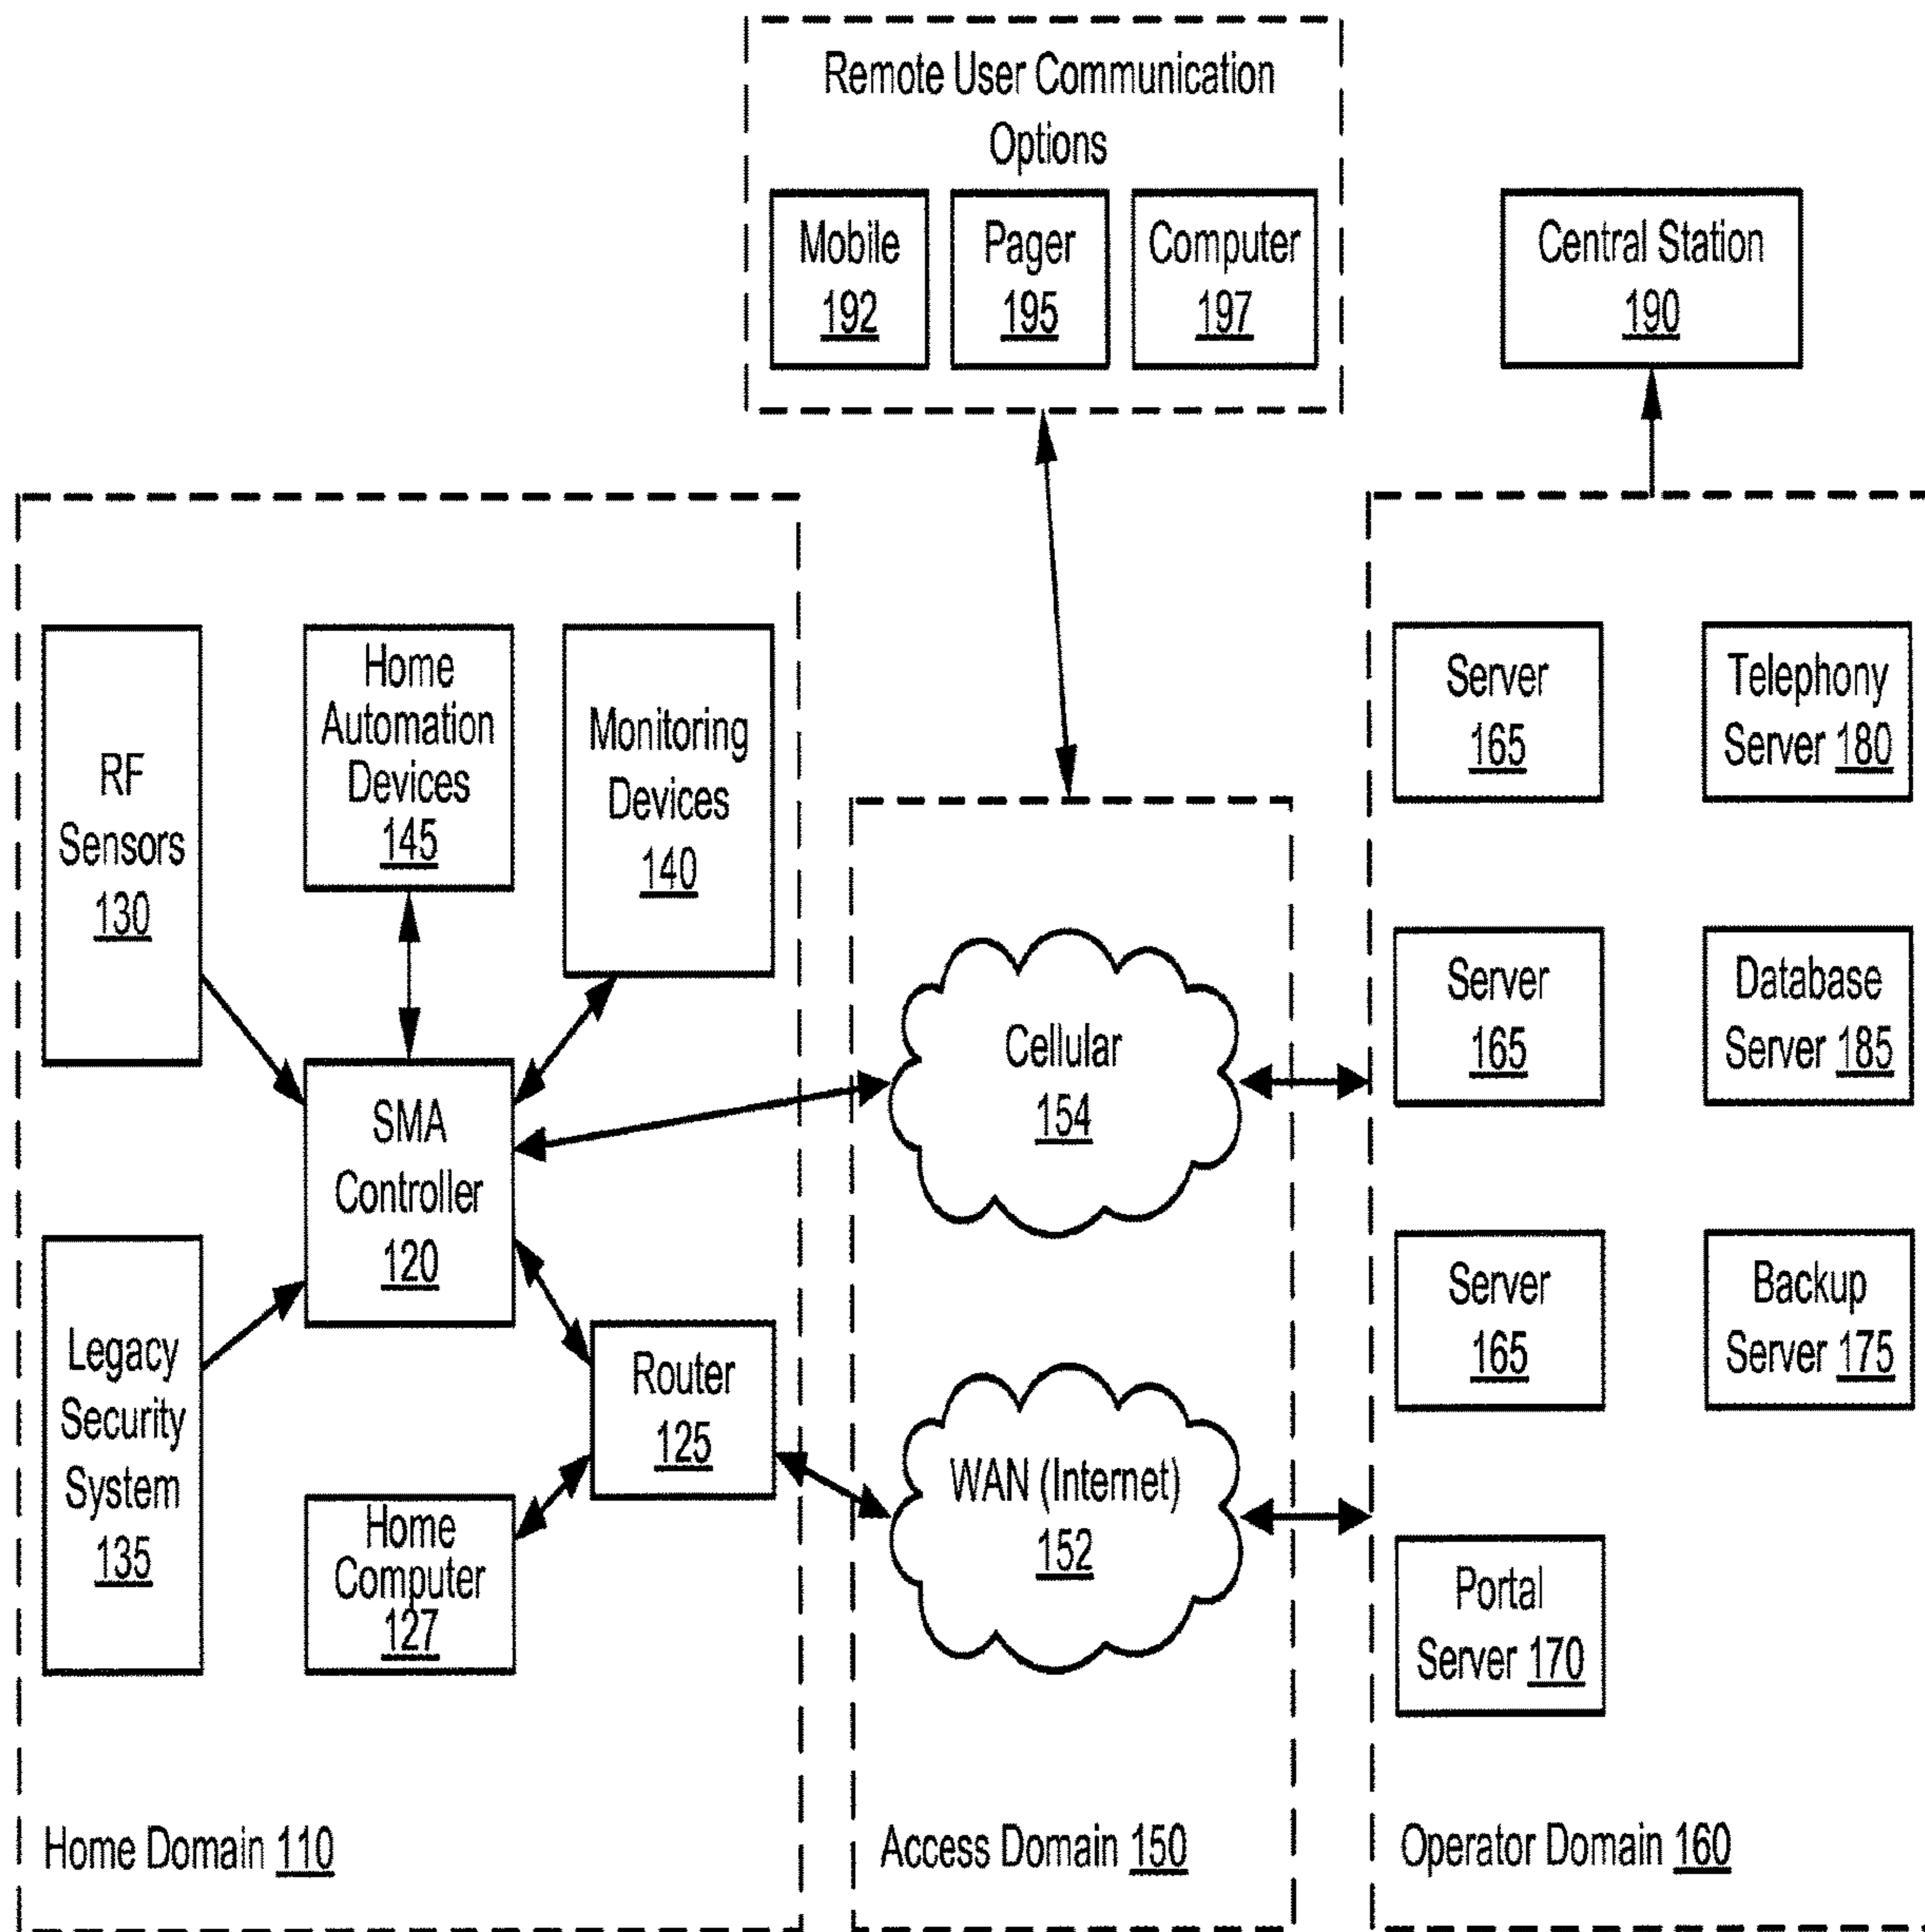 Remote User Communication
Options
Mobile
192
Pager
195
Computer
197
Central Station
190
RF
Sensors
130
Home
Automation
Devices
145
Monitoring
Devices
140
SMA
Controller
120
Legacy
Security
System
135
Router
125
Home
Computer
127
Home Domain 110
Cellular
154
WAN (Internet)
152
Access Domain 150
Server
165
Telephony
Server 180
Server
165
Database
Server 185
Server
165
Backup
Server 175
Portal
Server 170
Operator Domain 160